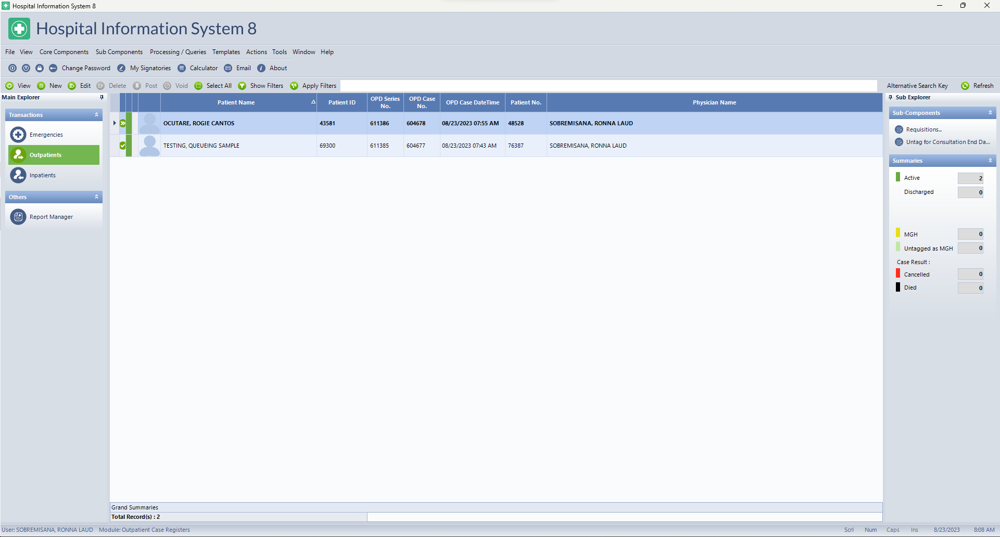 Hospital Information System 8
Hospital Information System 8
File View Core Components Sub Components Processing / Queries Templates Actions Tools Window Help
Change Password My Signatories Calculator Email About
View New Edit Delete Post Void Select All Show Filters Apply Filters Alternative Search Key Refresh
Main Explorer
Transactions
Emergencies
Outpatients
Inpatients
Others
Report Manager
Patient Name Patient ID OPD Series No. OPD Case No. OPD Case DateTime Patient No. Physician Name
OCUTARE, ROGIE CANTOS 43581 611386 604678 08/23/2023 07:55 AM 48528 SOBREMISANA, RONNA LAUD
TESTING, QUEUEING SAMPLE 69300 611385 604677 08/23/2023 07:43 AM 76387 SOBREMISANA, RONNA LAUD
Grand Summaries
Total Record(s) : 2
Sub Explorer
Sub-Components
Requisitions...
Untag for Consultation End Da...
Summaries
Active 2
Discharged 0
MGH 0
Untagged as MGH 0
Case Result :
Cancelled 0
Died 0
User: SOBREMISANA, RONNA LAUD Module: Outpatient Case Registers Scrl Num Caps Ins 8/23/2023 8:08 AM